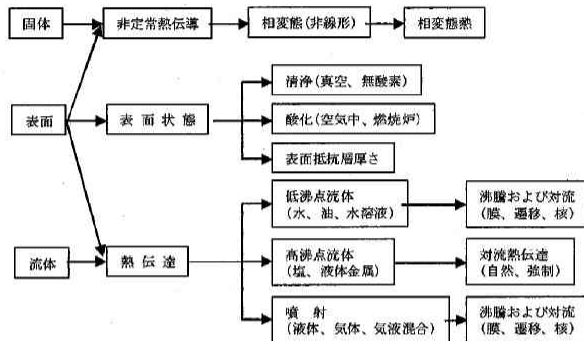 固体
非定常熱伝導
相変態(非線形)
相変態熱
表面
表面状態
清浄(真空、無酸素)
酸化(空気中、燃焼炉)
表面抵抗層厚さ
流体
熱伝達
低沸点流体
(水、油、水溶液)
沸騰および対流
(膜、遷移、核)
高沸点流体
(塩、液体金属)
対流熱伝達
(自然、強制)
噴射
(液体、気体、気液混合)
沸騰および対流
(膜、遷移、核)